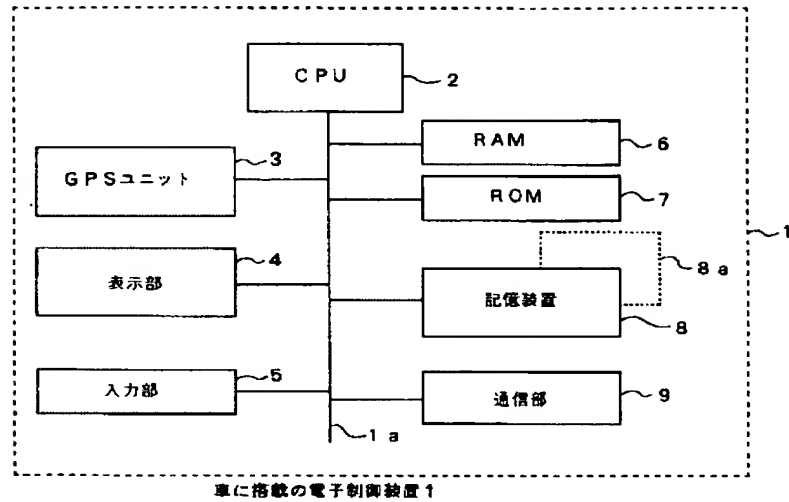 CPU
2
GPSユニット
3
RAM
6
ROM
7
1
表示部
4
8a
記憶装置
8
入力部
5
通信部
9
1a
車に搭載の電子制御装置1